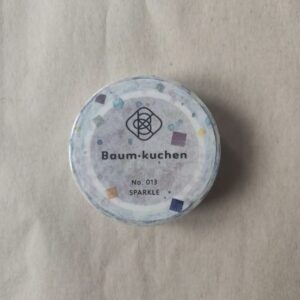 Baum-kuchen
No. 013
SPARKLE